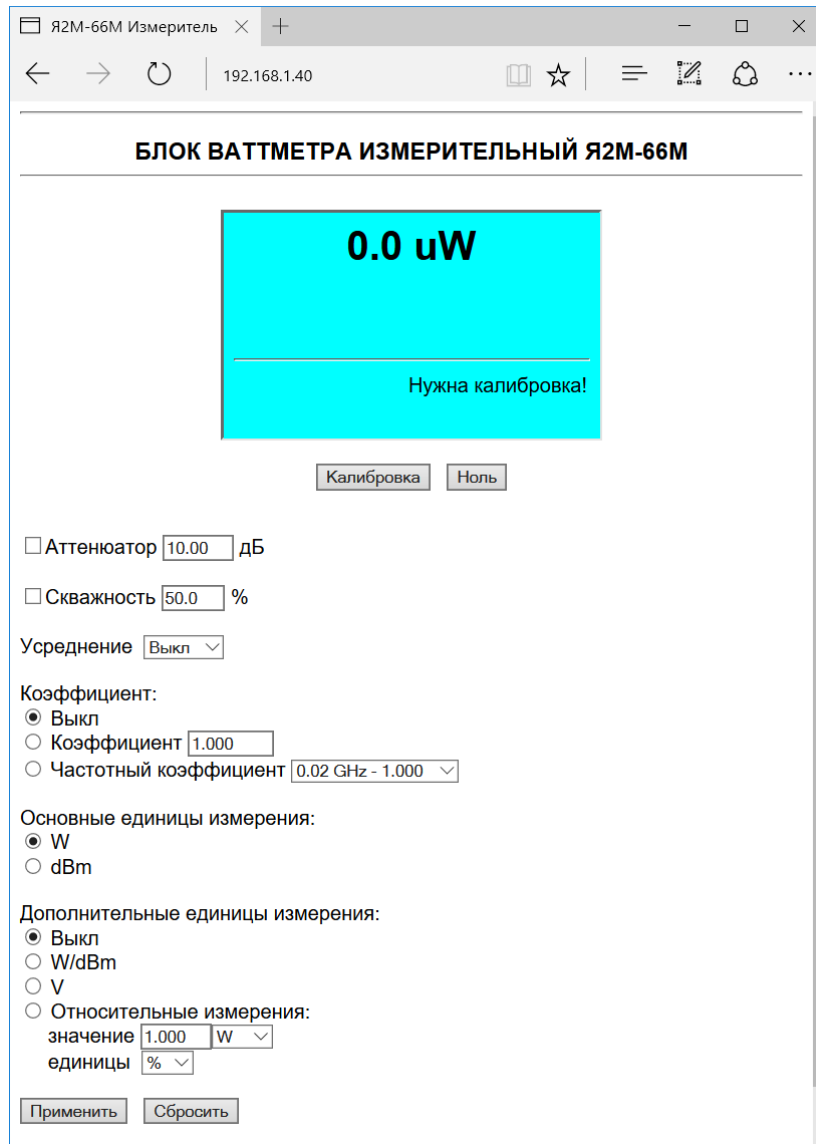 Я2М-66М Измеритель
192.168.1.40
БЛОК ВАТТМЕТРА ИЗМЕРИТЕЛЬНЫЙ Я2М-66М
0.0 uW
Нужна калибровка!
Калибровка Ноль
Аттенюатор 10.00 дБ
Скважность 50.0 %
Усреднение Выкл
Коэффициент:
Выкл
Коэффициент 1.000
Частотный коэффициент 0.02 GHz - 1.000
Основные единицы измерения:
W
dBm
Дополнительные единицы измерения:
Выкл
W/dBm
V
Относительные измерения:
значение 1.000 W
единицы %
Применить Сбросить